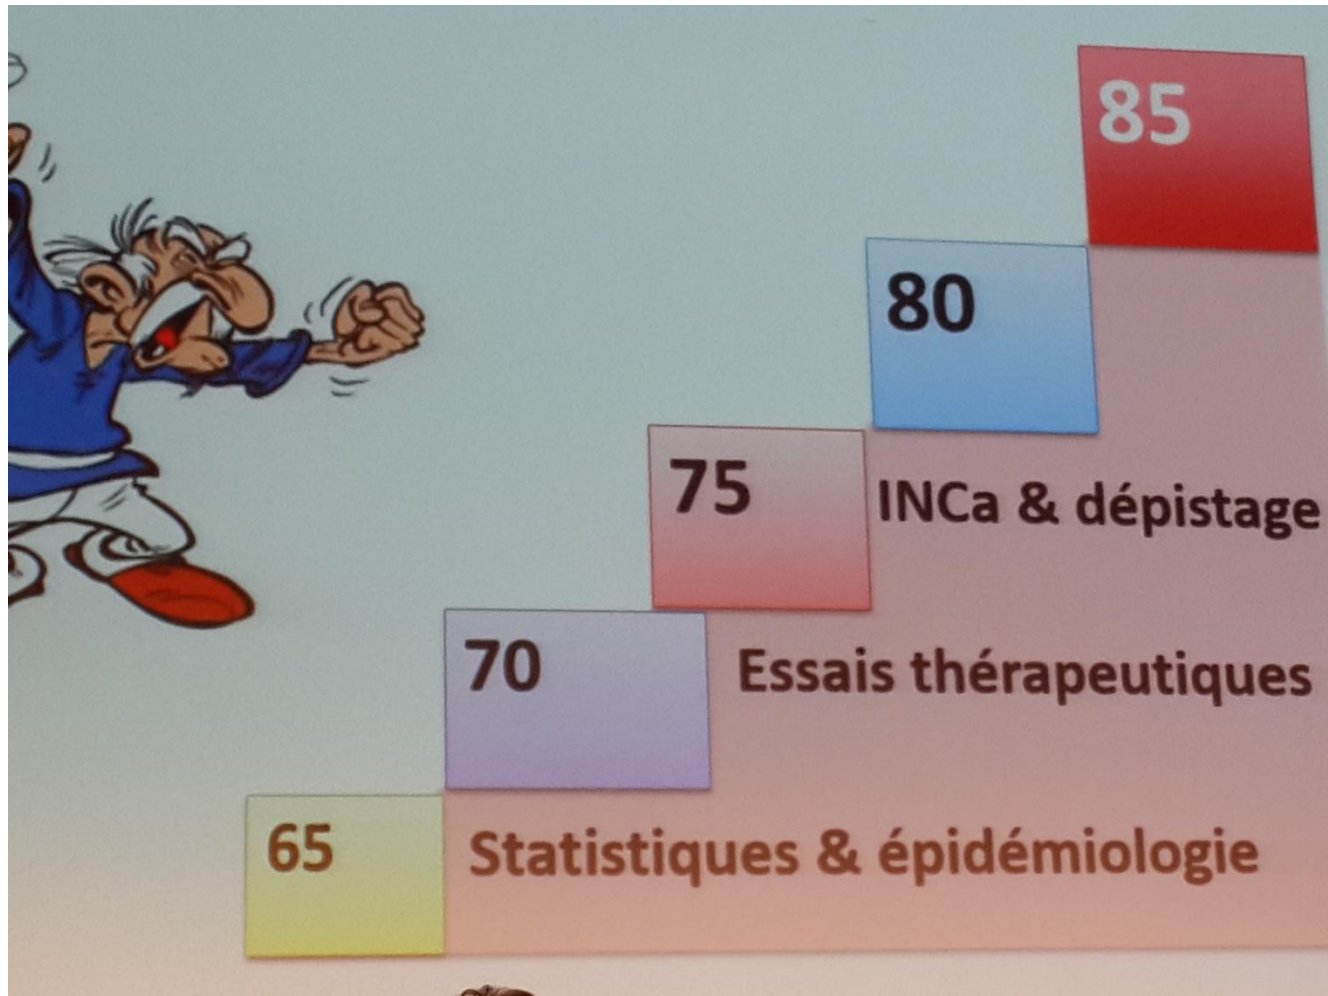 85
80
75 INCa & dépistage
70 Essais thérapeutiques
65 Statistiques & épidémiologie